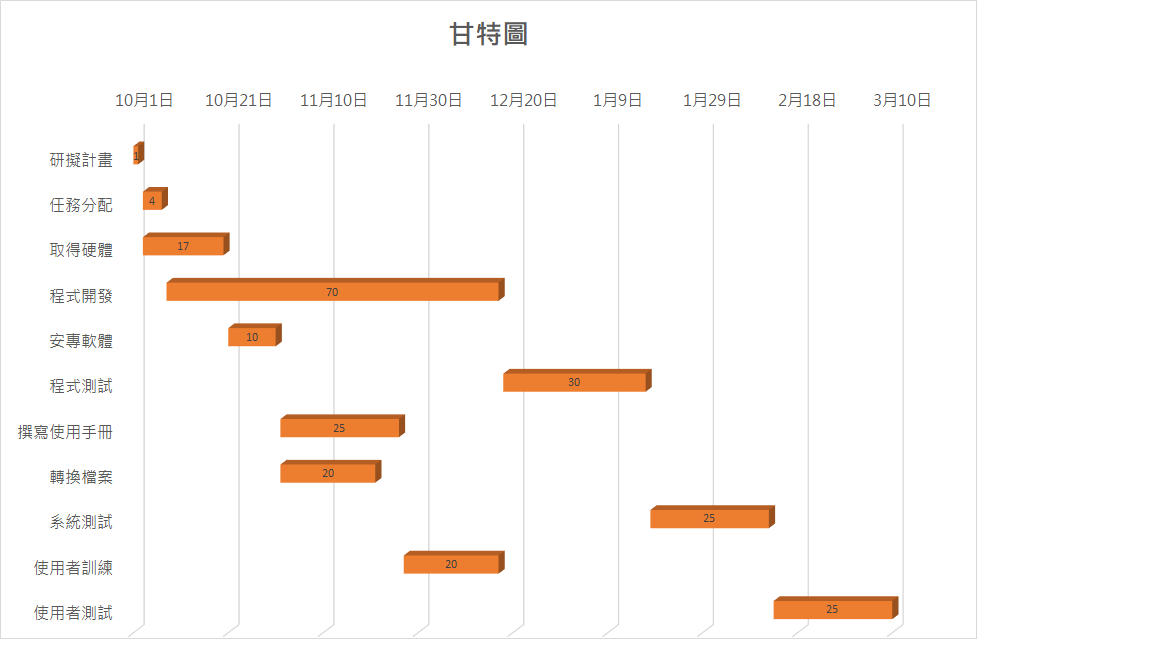 甘特圖
10月1日 10月21日 11月10日 11月30日 12月20日 1月9日 1月29日 2月18日 3月10日
研擬計畫 1
任務分配 4
取得硬體 17
程式開發 70
安專軟體 10
程式測試 30
撰寫使用手冊 25
轉換檔案 20
系統測試 25
使用者訓練 20
使用者測試 25